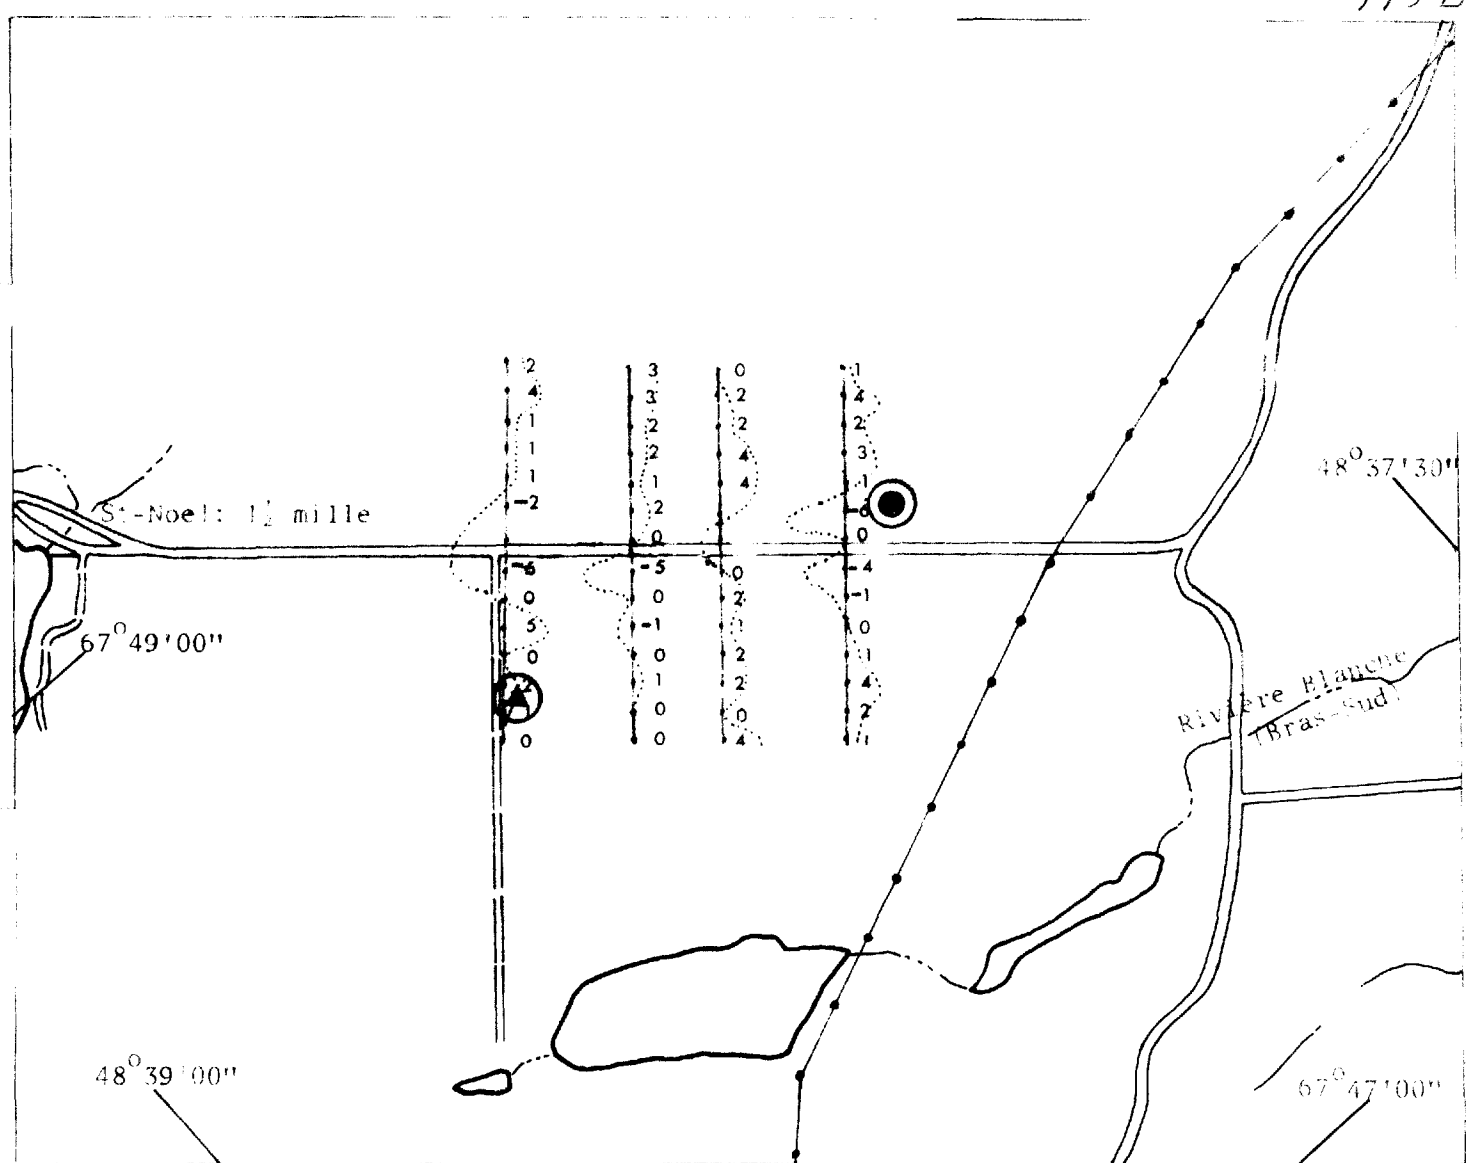 2 3 0 1
4 3 2 4
1 2 2 2
1 2 4 3
1 1 4 1
48°37'30"
-2 2
St-Noel: 1½ mille
0 0
-6 -5 0 -4
0 0 2 -1
5 -1 1 0
0 0 2 1
67°49'00"
2 1 2 4
Rivière Blanche
(Bras-Sud)
0 0 2
0 0 4 1
48°39'00"
67°47'00"